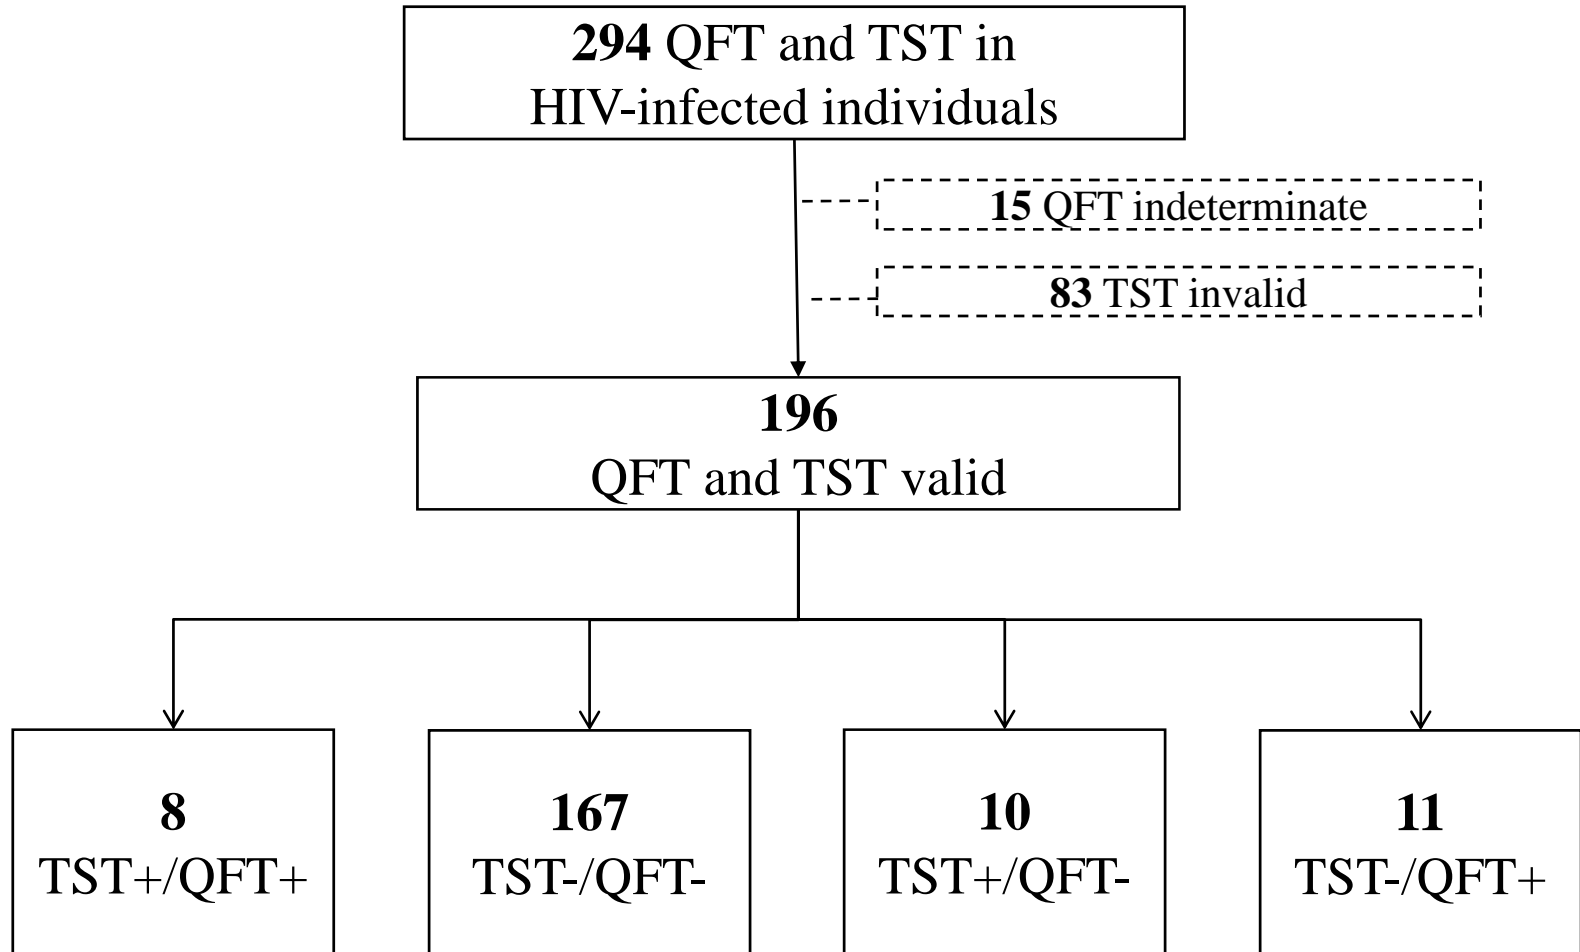 294 QFT and TST in
HIV-infected individuals
15 QFT indeterminate
83 TST invalid
196
QFT and TST valid
8
TST+/QFT+
167
TST-/QFT-
10
TST+/QFT-
11
TST-/QFT+